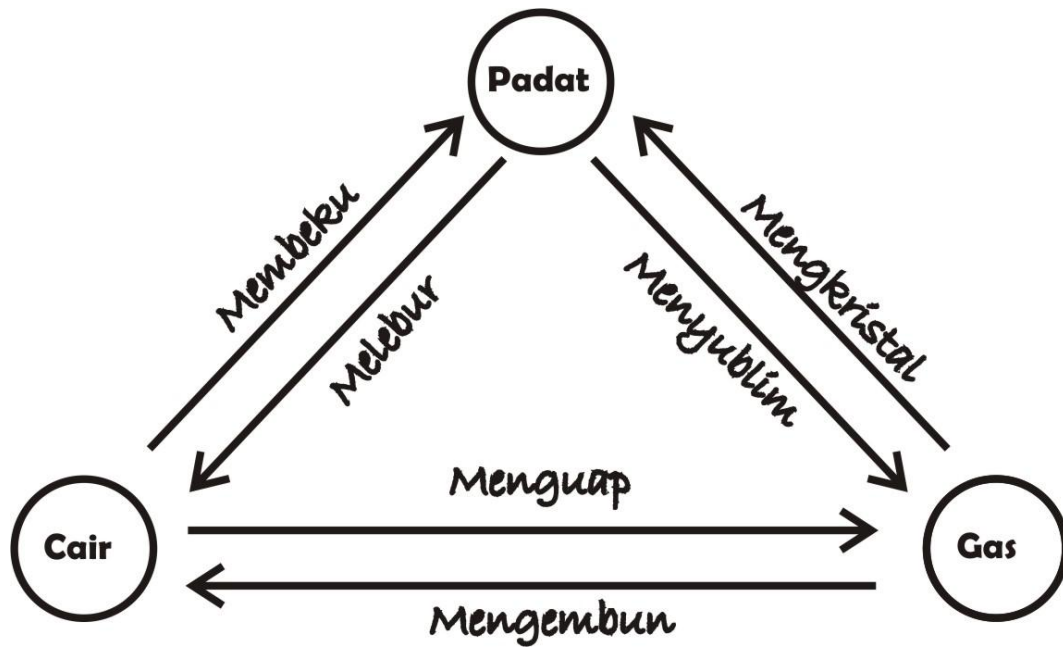 Padat
Membeku
Melebur
Menyublim
Mengkristal
Menguap
Cair
Gas
Mengembun